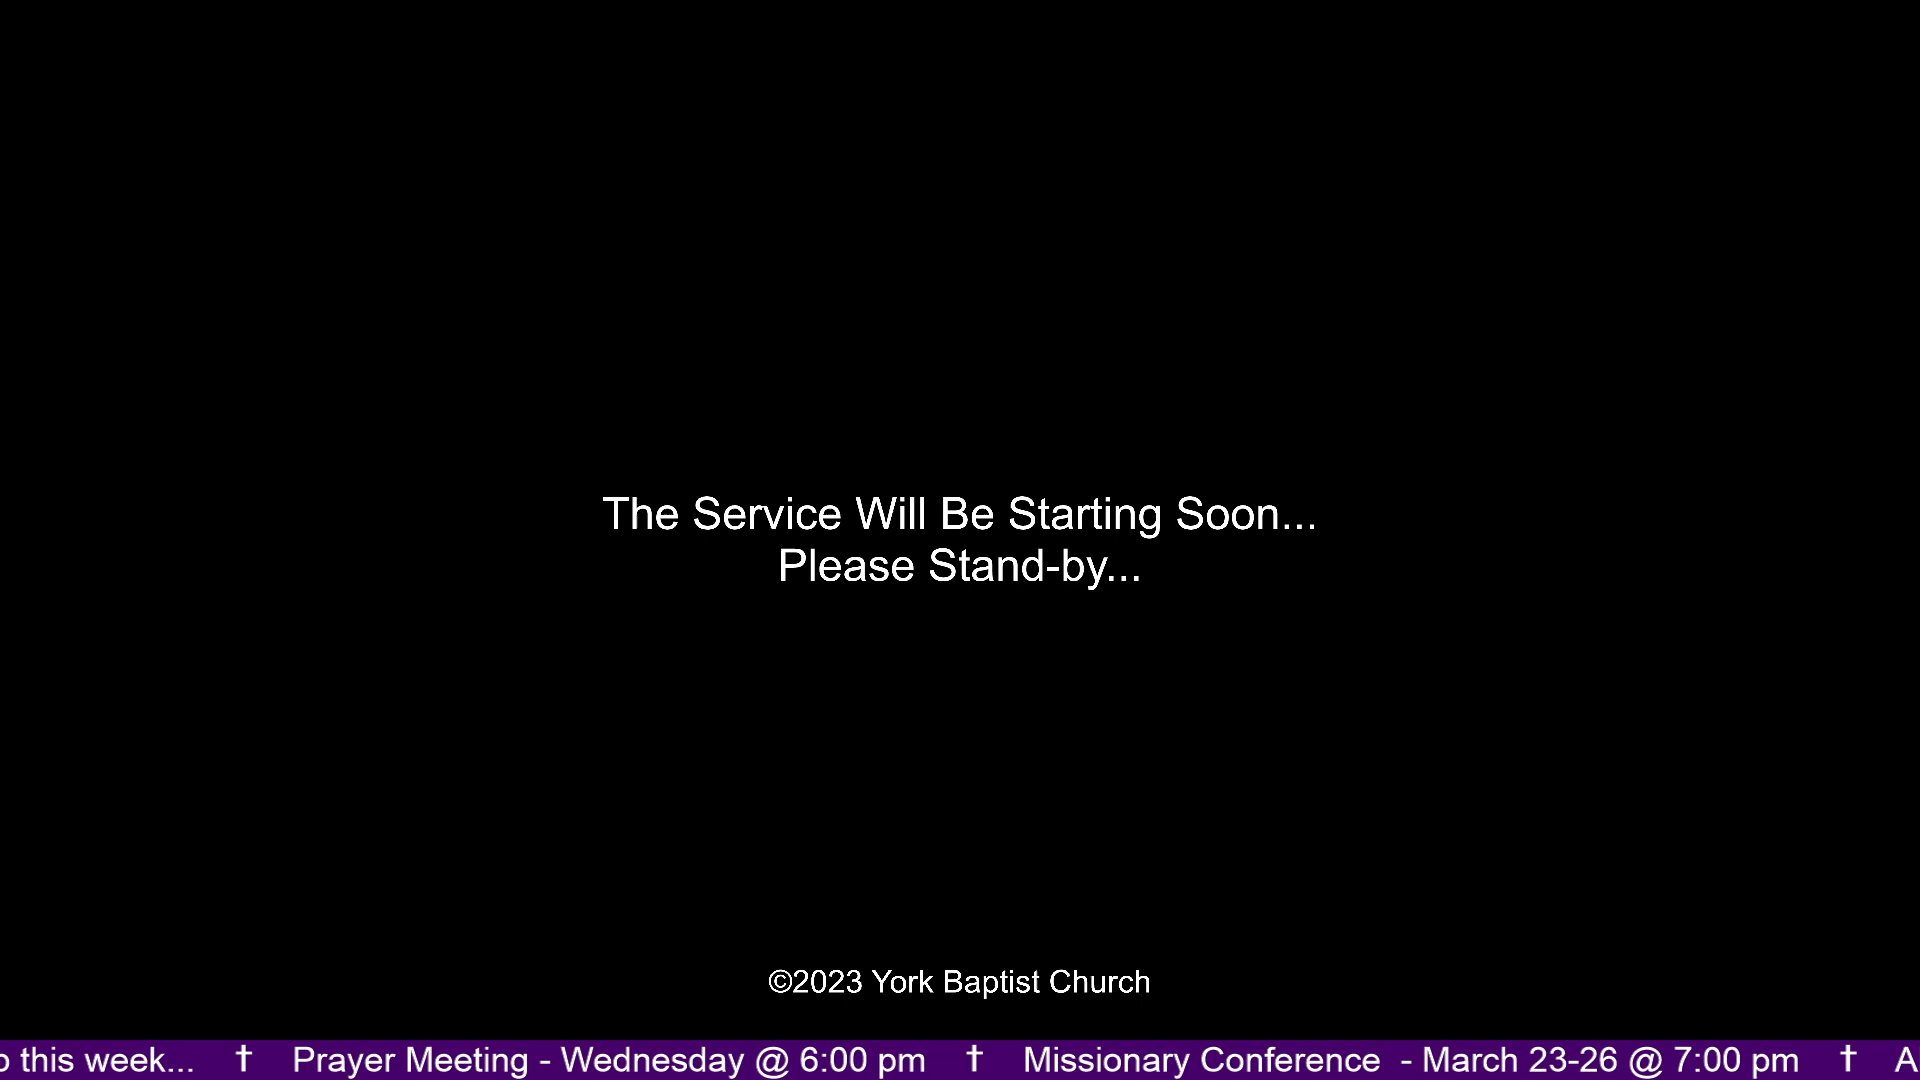 The Service Will Be Starting Soon...
Please Stand-by...
©2023 York Baptist Church
this week... † Prayer Meeting - Wednesday @ 6:00 pm † Missionary Conference - March 23-26 @ 7:00 pm †